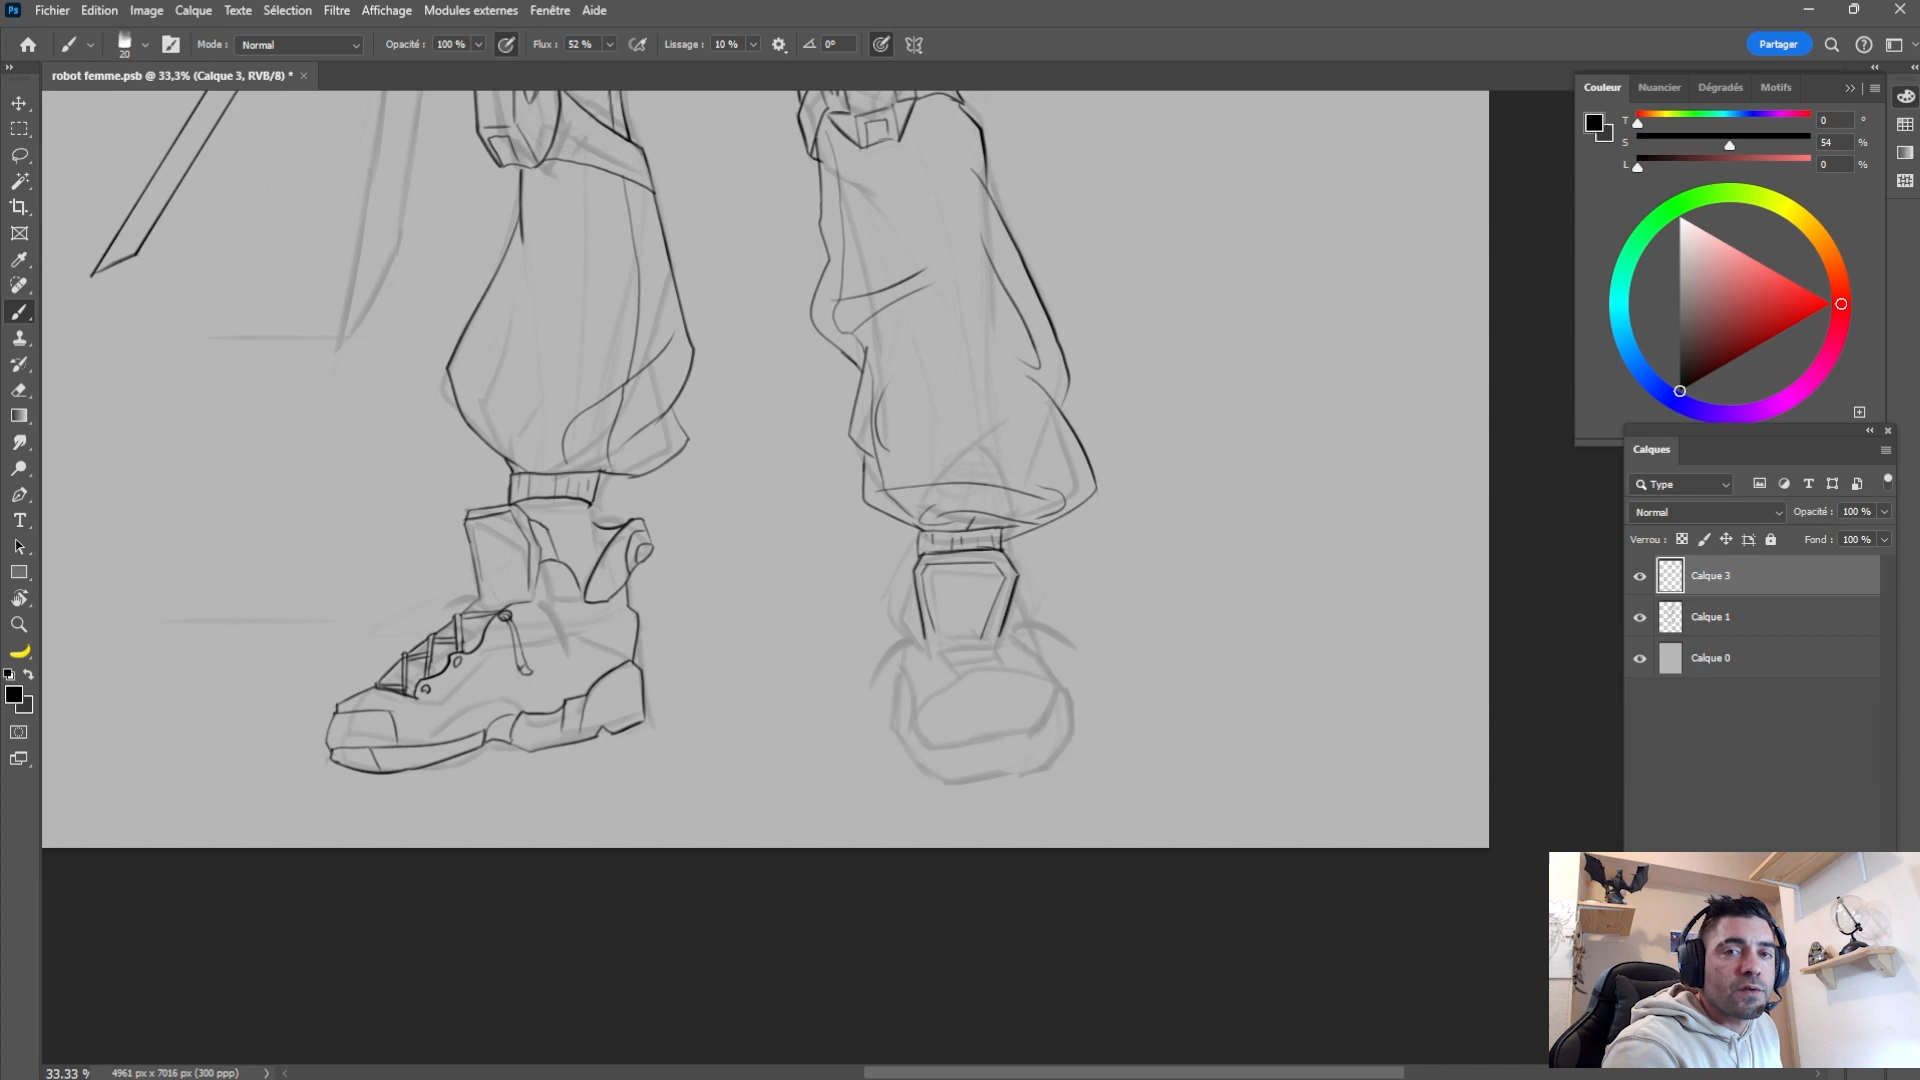 Ps Fichier Edition Image Calque Texte Sélection Filtre Affichage Modules externes Fenêtre Aide
20 Mode : Normal Opacité : 100 % Flux : 52 % Lissage : 10 % 0° Partager
robot femme.psb @ 33,3% (Calque 3, RVB/8) *
Couleur Nuancier Dégradés Motifs
T 0 °
S 54 %
L 0 %
Calques
Type
Normal Opacité : 100 %
Verrou : Fond : 100 %
Calque 3
Calque 1
Calque 0
33.33 % 4961 px x 7016 px (300 ppp)